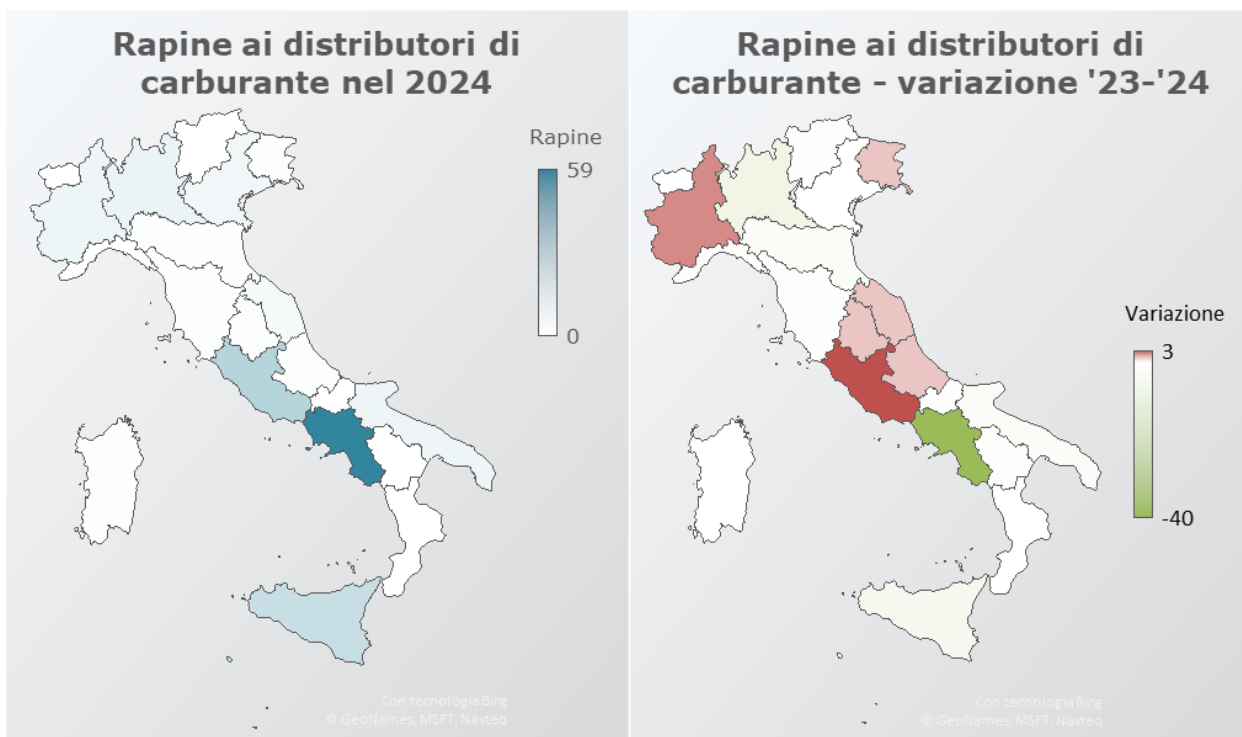 Rapine ai distributori di
carburante nel 2024
Rapine
59
0
Con tecnologia Bing
© GeoNames, MSFT, Navteq
Rapine ai distributori di
carburante - variazione '23-'24
Variazione
3
-40
Con tecnologia Bing
© GeoNames, MSFT, Navteq